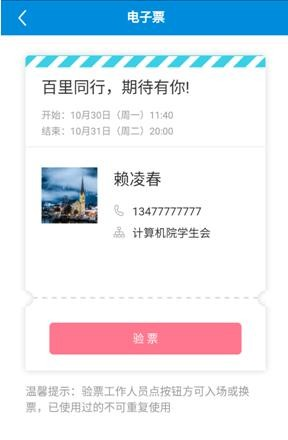 电子票
百里同行，期待有你!
开始：10月30日（周一）11:40
结束：10月31日（周二）20:00
赖凌春
13477777777
计算机院学生会
验票
温馨提示：验票工作人员点按钮方可入场或换
票，已使用过的不可重复使用